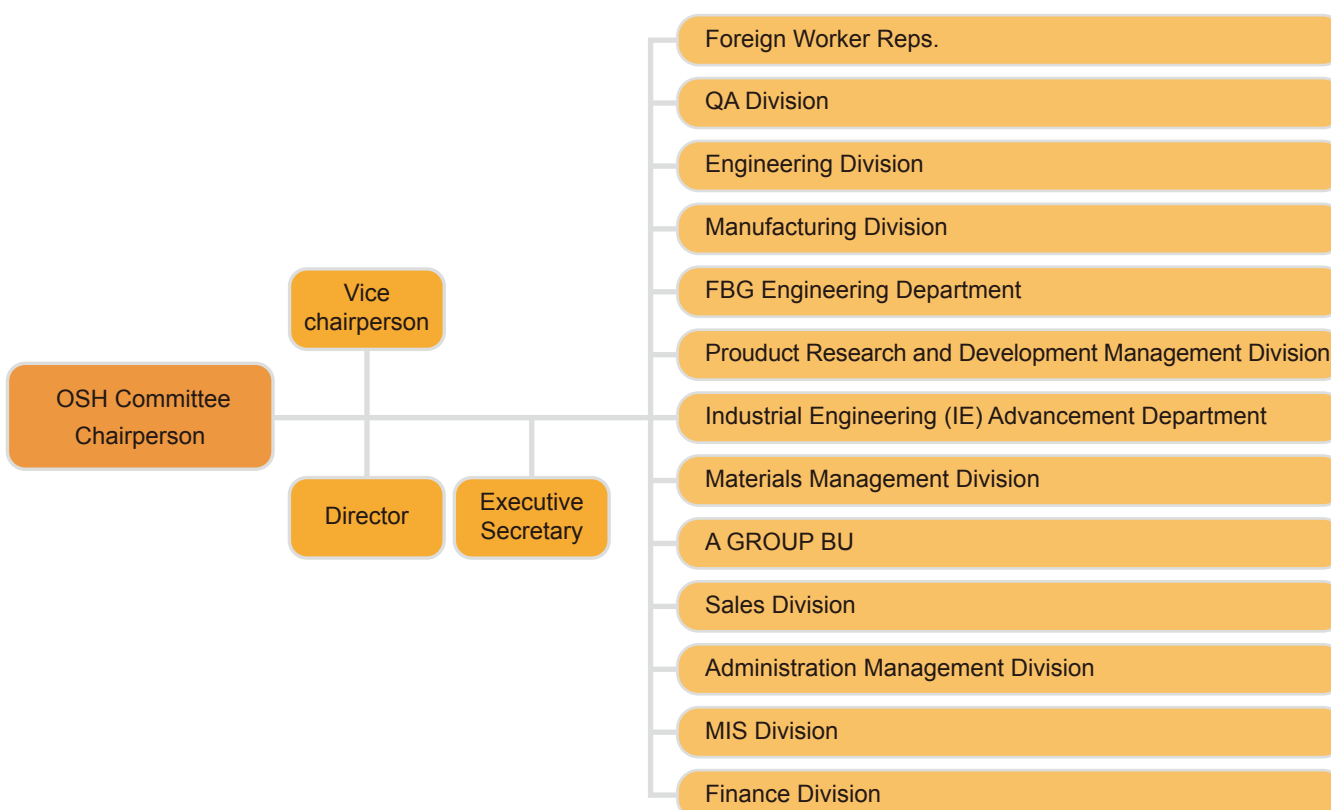 Foreign Worker Reps.
QA Division
Engineering Division
Manufacturing Division
FBG Engineering Department
Prouduct Research and Development Management Division
Industrial Engineering (IE) Advancement Department
Materials Management Division
A GROUP BU
Sales Division
Administration Management Division
MIS Division
Finance Division
Vice
chairperson
OSH Committee
Chairperson
Director
Executive
Secretary